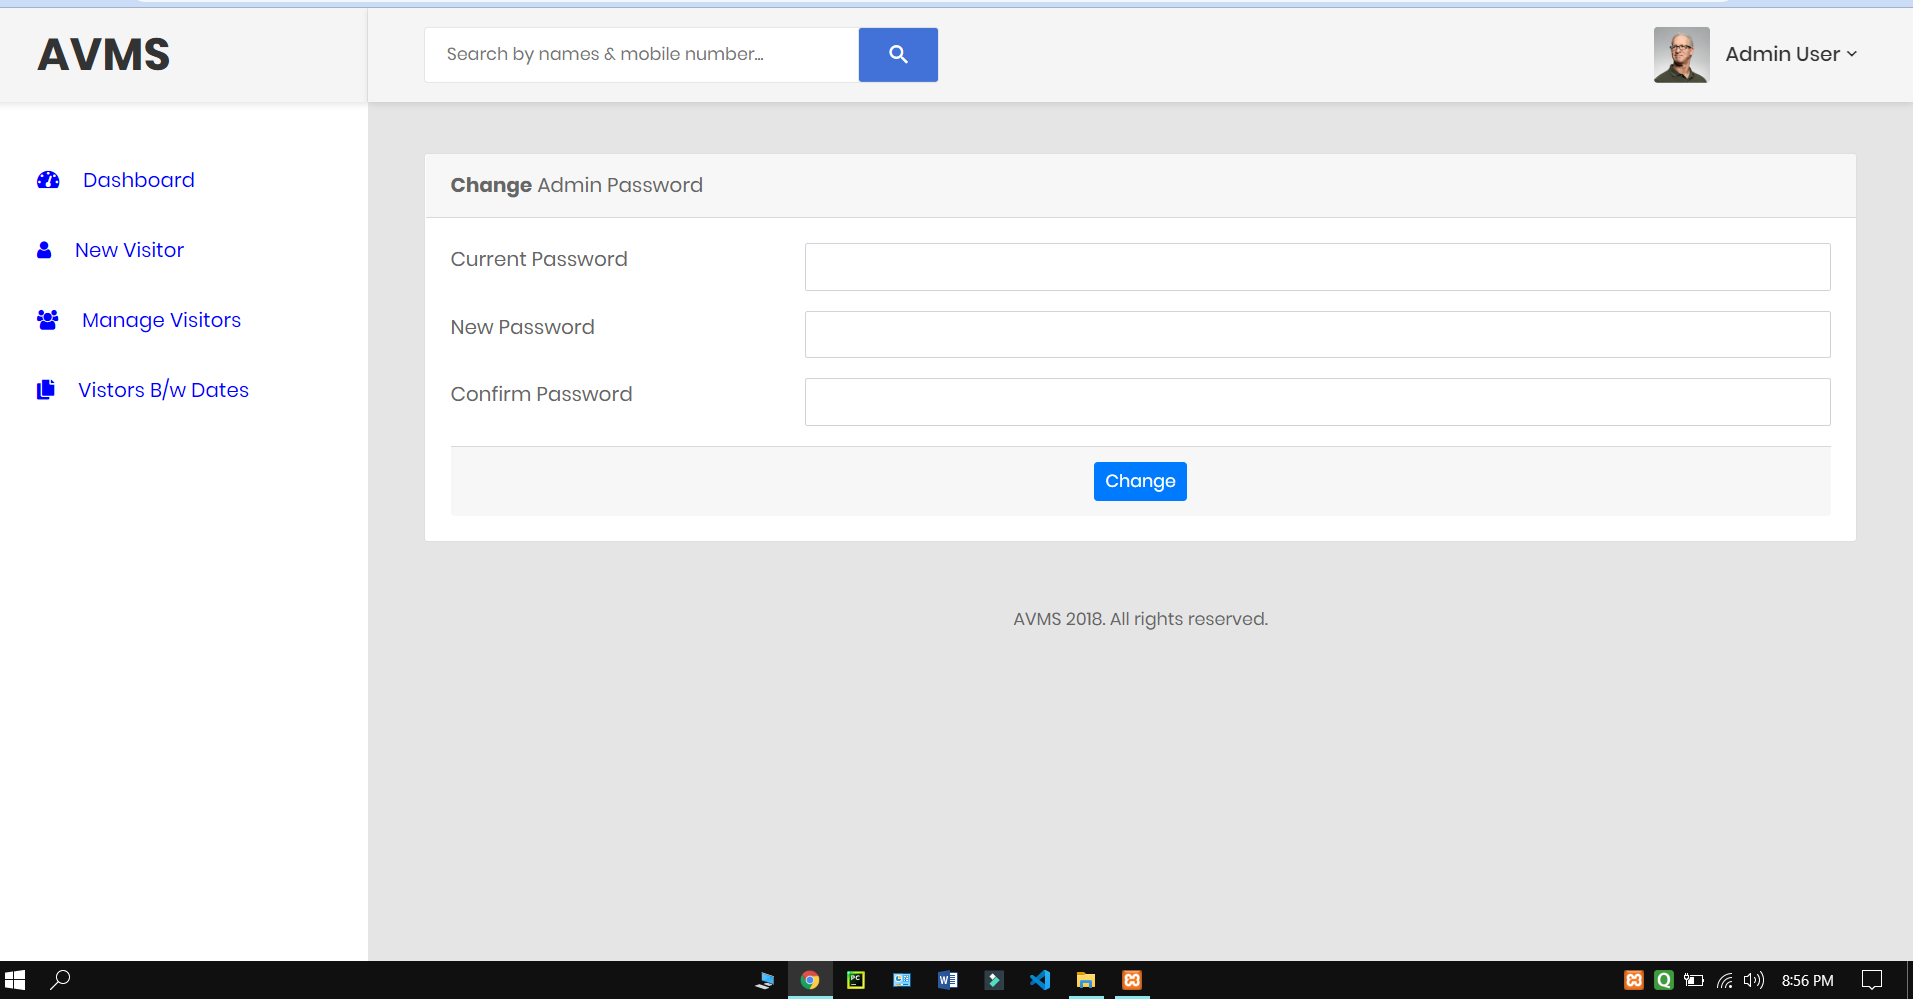 AVMS
Search by names & mobile number...
Admin User
Dashboard
New Visitor
Manage Visitors
Vistors B/w Dates
Change Admin Password
Current Password
New Password
Confirm Password
Change
AVMS 2018. All rights reserved.
8:56 PM